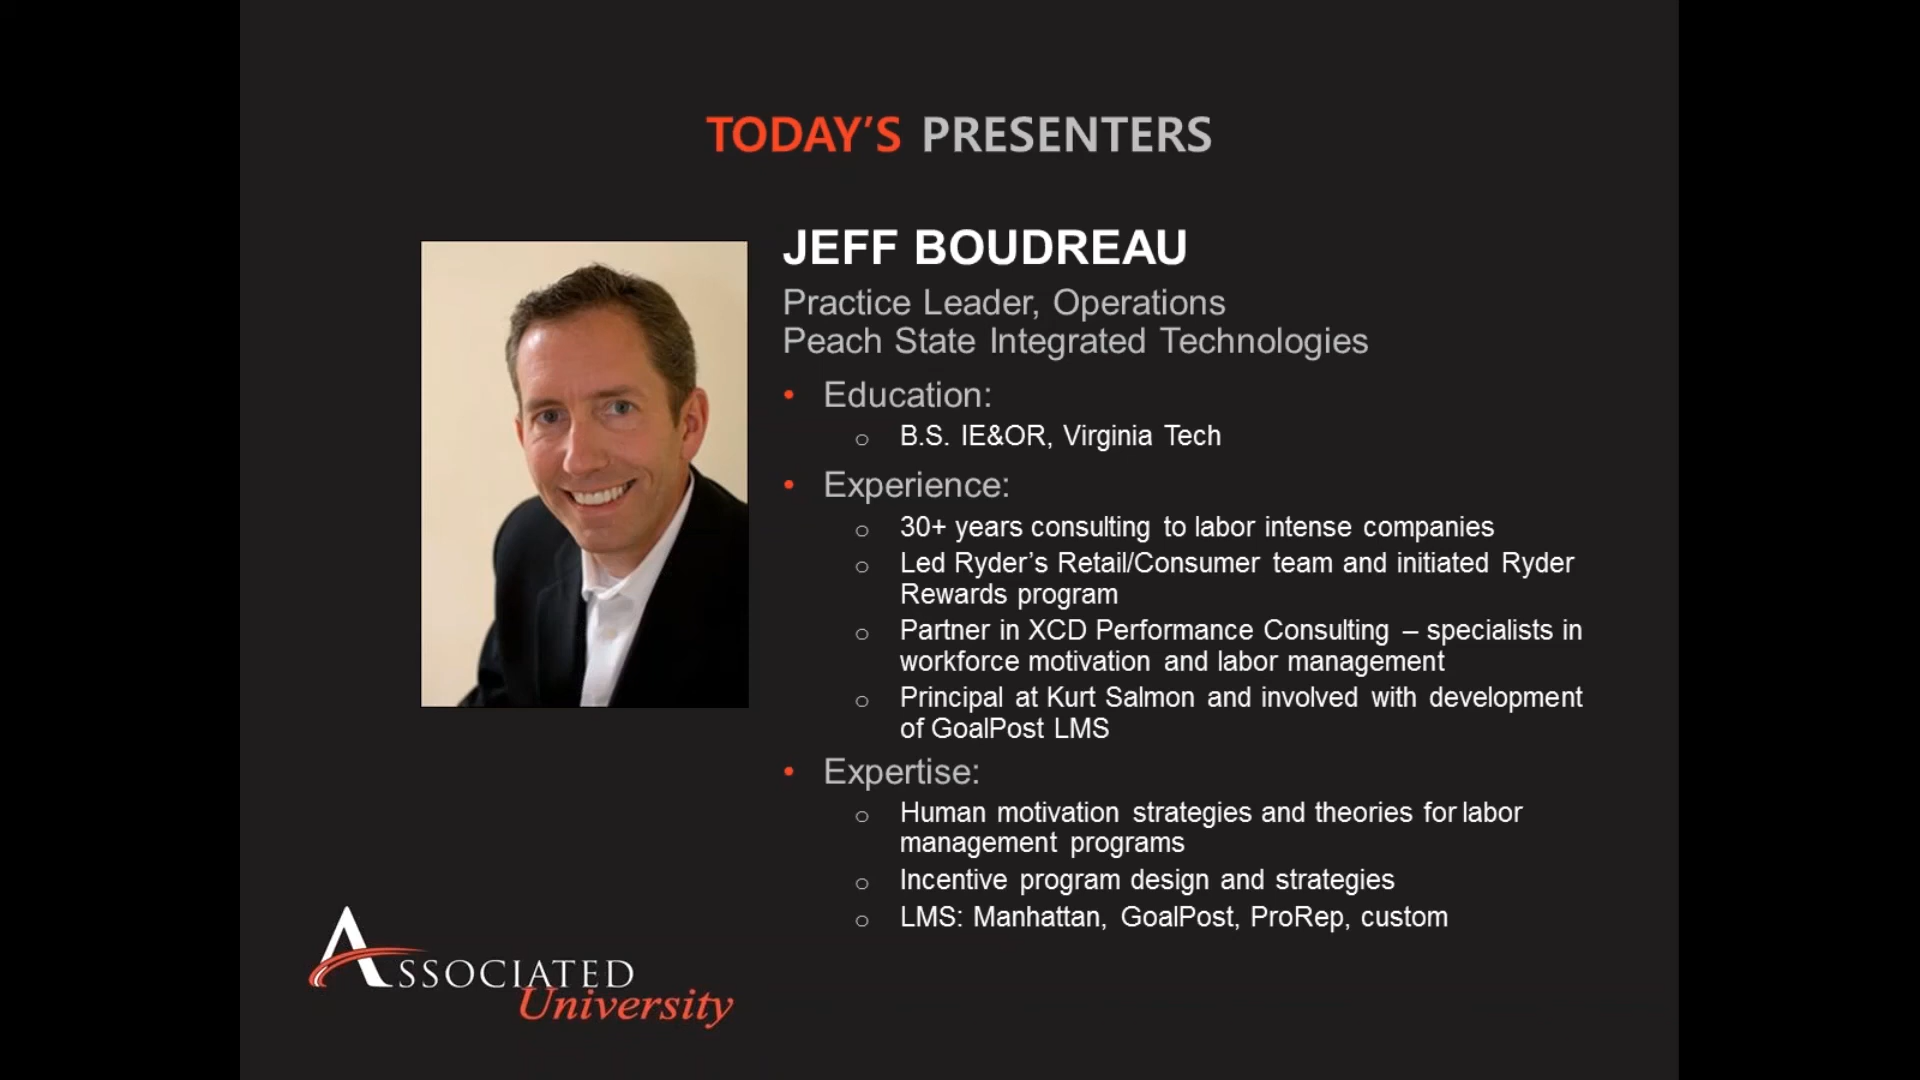 TODAY'S PRESENTERS
JEFF BOUDREAU
Practice Leader, Operations
Peach State Integrated Technologies
• Education:
o B.S. IE&OR, Virginia Tech
• Experience:
o 30+ years consulting to labor intense companies
o Led Ryder's Retail/Consumer team and initiated Ryder
Rewards program
o Partner in XCD Performance Consulting – specialists in
workforce motivation and labor management
o Principal at Kurt Salmon and involved with development
of GoalPost LMS
• Expertise:
o Human motivation strategies and theories for labor
management programs
o Incentive program design and strategies
o LMS: Manhattan, GoalPost, ProRep, custom
ASSOCIATED
University